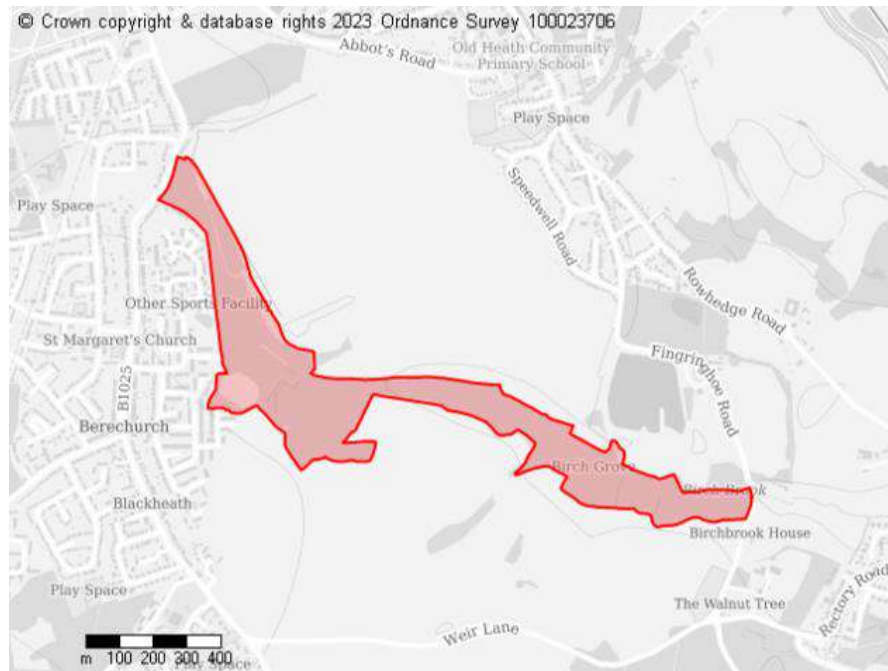 © Crown copyright & database rights 2023 Ordnance Survey 100023706
Abbot's Road
Old Heath Community
Primary School
Play Space
Play Space
Speedwell Road
Rowhedge Road
Other Sports Facility
St Margaret's Church
Fingringhoe Road
B1025
Berechurch
Birch Grove
Birch Brook
Blackheath
Birchbrook House
Play Space
The Walnut Tree
Rectory Road
Weir Lane
m 100 200 300 400
Play Space